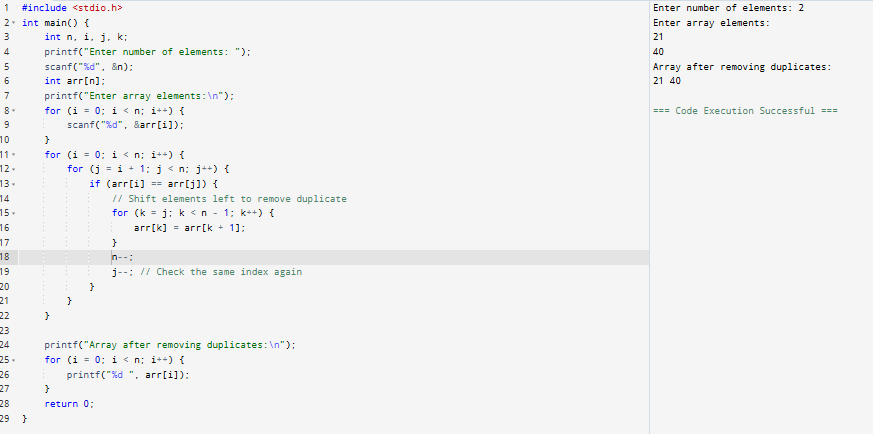 1 #include <stdio.h>
2 int main() {
3 int n, i, j, k;
4 printf("Enter number of elements: ");
5 scanf("%d", &n);
6 int arr[n];
7 printf("Enter array elements:\n");
8 for (i = 0; i < n; i++) {
9 scanf("%d", &arr[i]);
10 }
11 for (i = 0; i < n; i++) {
12 for (j = i + 1; j < n; j++) {
13 if (arr[i] == arr[j]) {
14 // Shift elements left to remove duplicate
15 for (k = j; k < n - 1; k++) {
16 arr[k] = arr[k + 1];
17 }
18 n--;
19 j--; // Check the same index again
20 }
21 }
22 }
23
24 printf("Array after removing duplicates:\n");
25 for (i = 0; i < n; i++) {
26 printf("%d ", arr[i]);
27 }
28 return 0;
29 }
Enter number of elements: 2
Enter array elements:
21
40
Array after removing duplicates:
21 40
=== Code Execution Successful ===